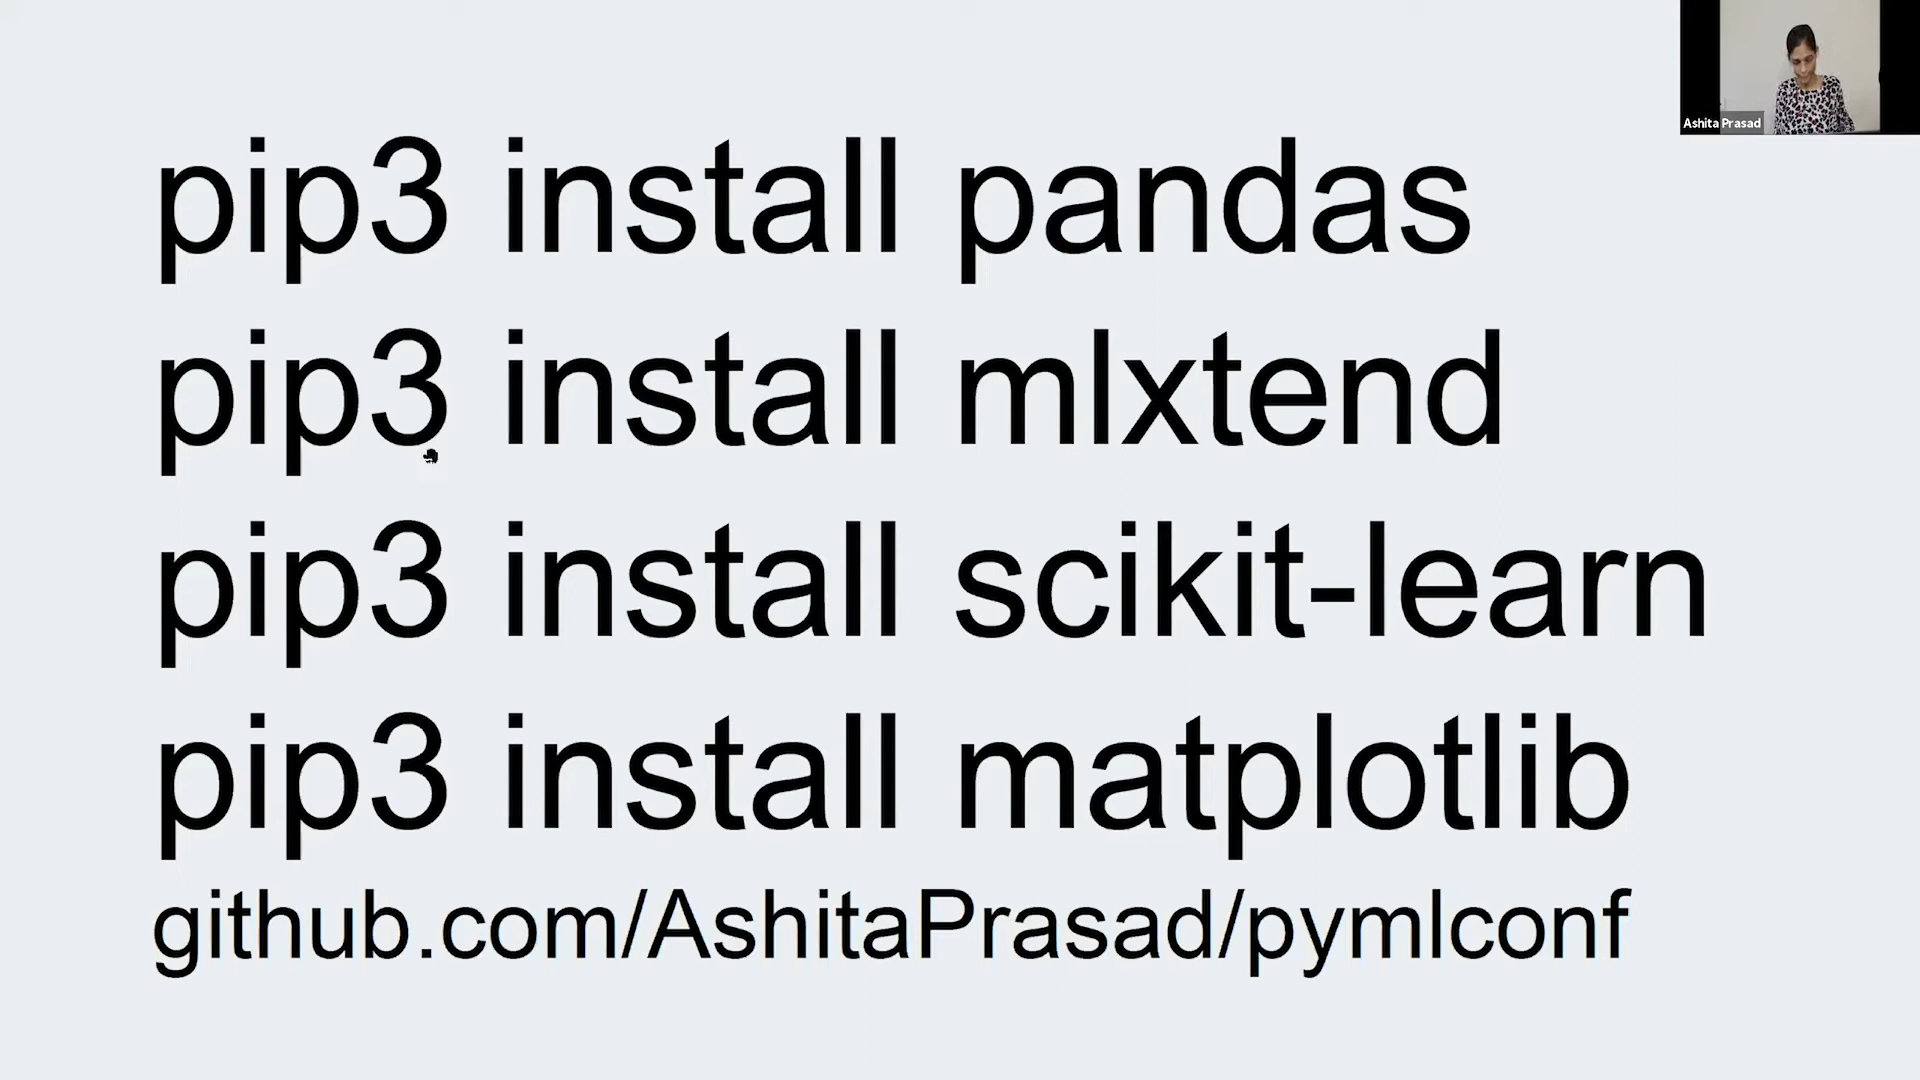 Ashita Prasad
pip3 install pandas
pip3 install mlxtend
pip3 install scikit-learn
pip3 install matplotlib
github.com/AshitaPrasad/pymlconf